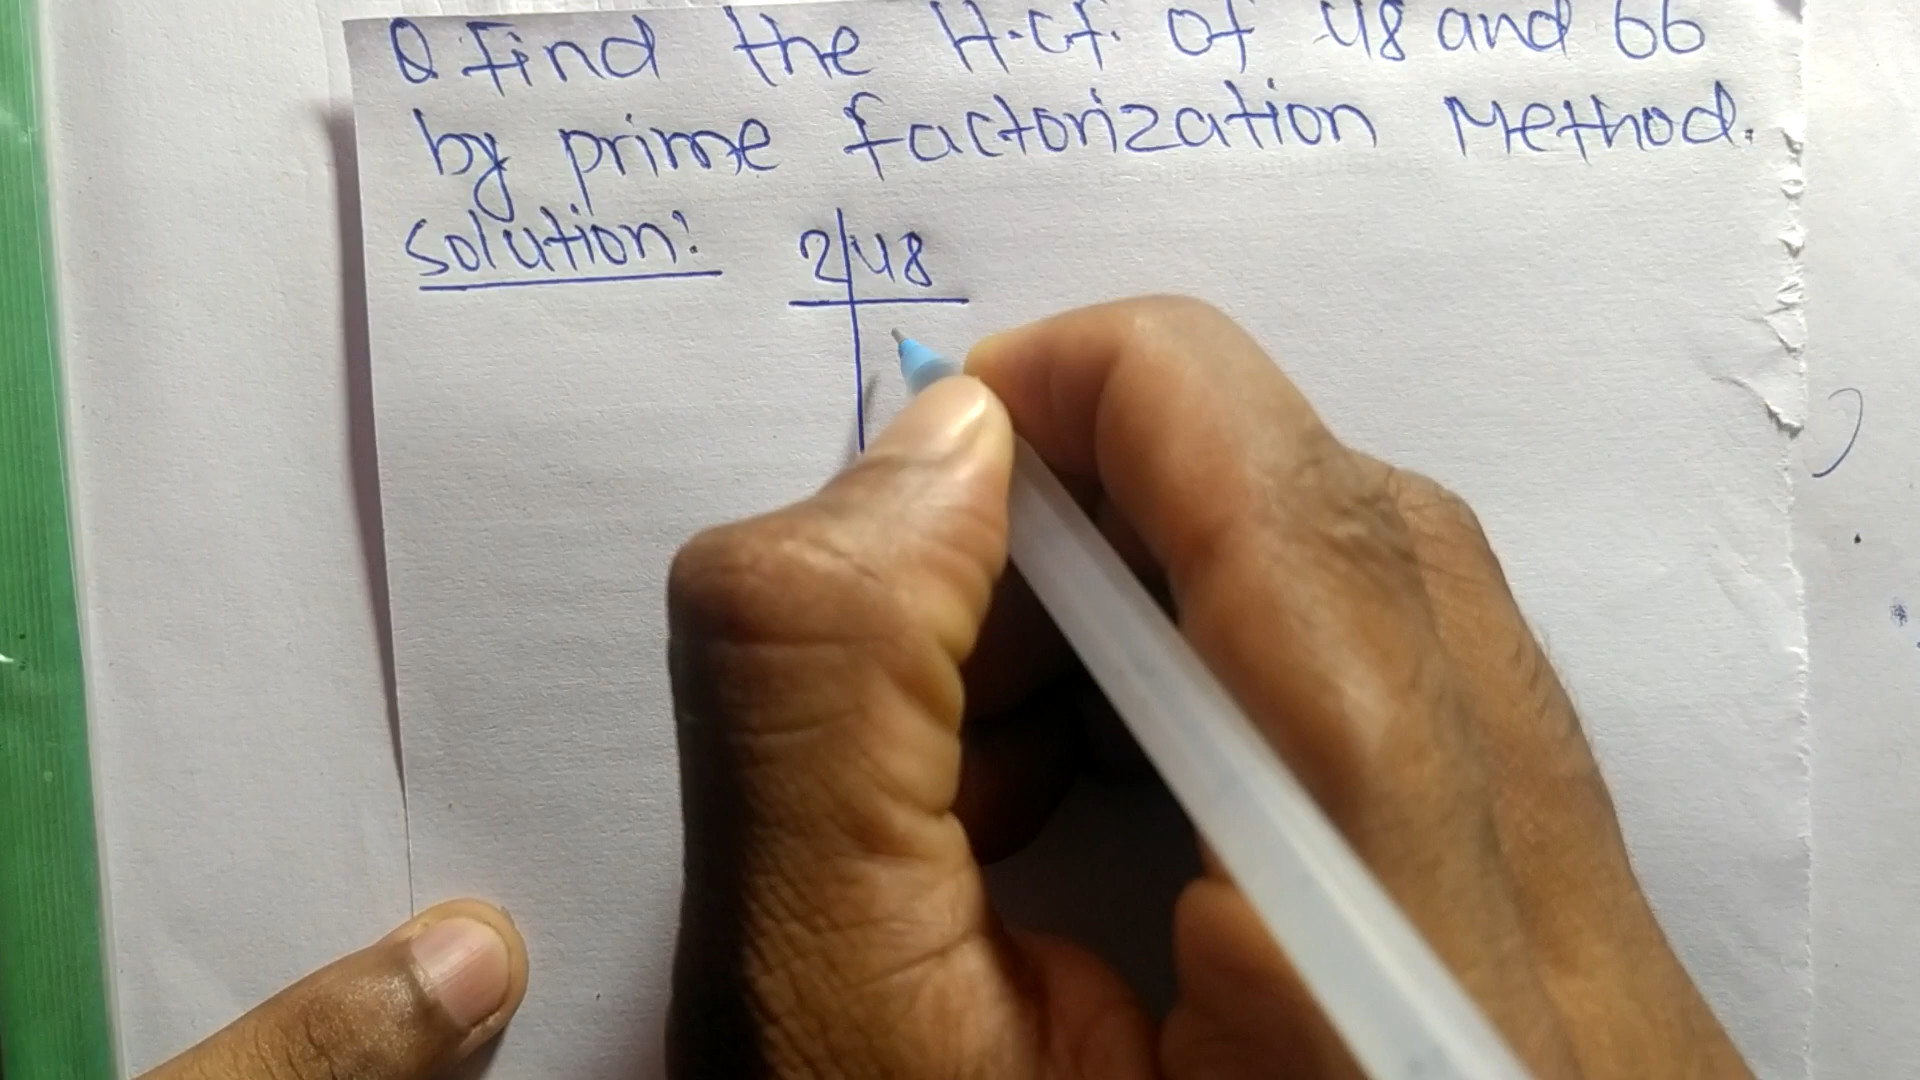 Q Find the H.C.f. of 48 and 66
by prime factorization Method.
Solution:
2|48